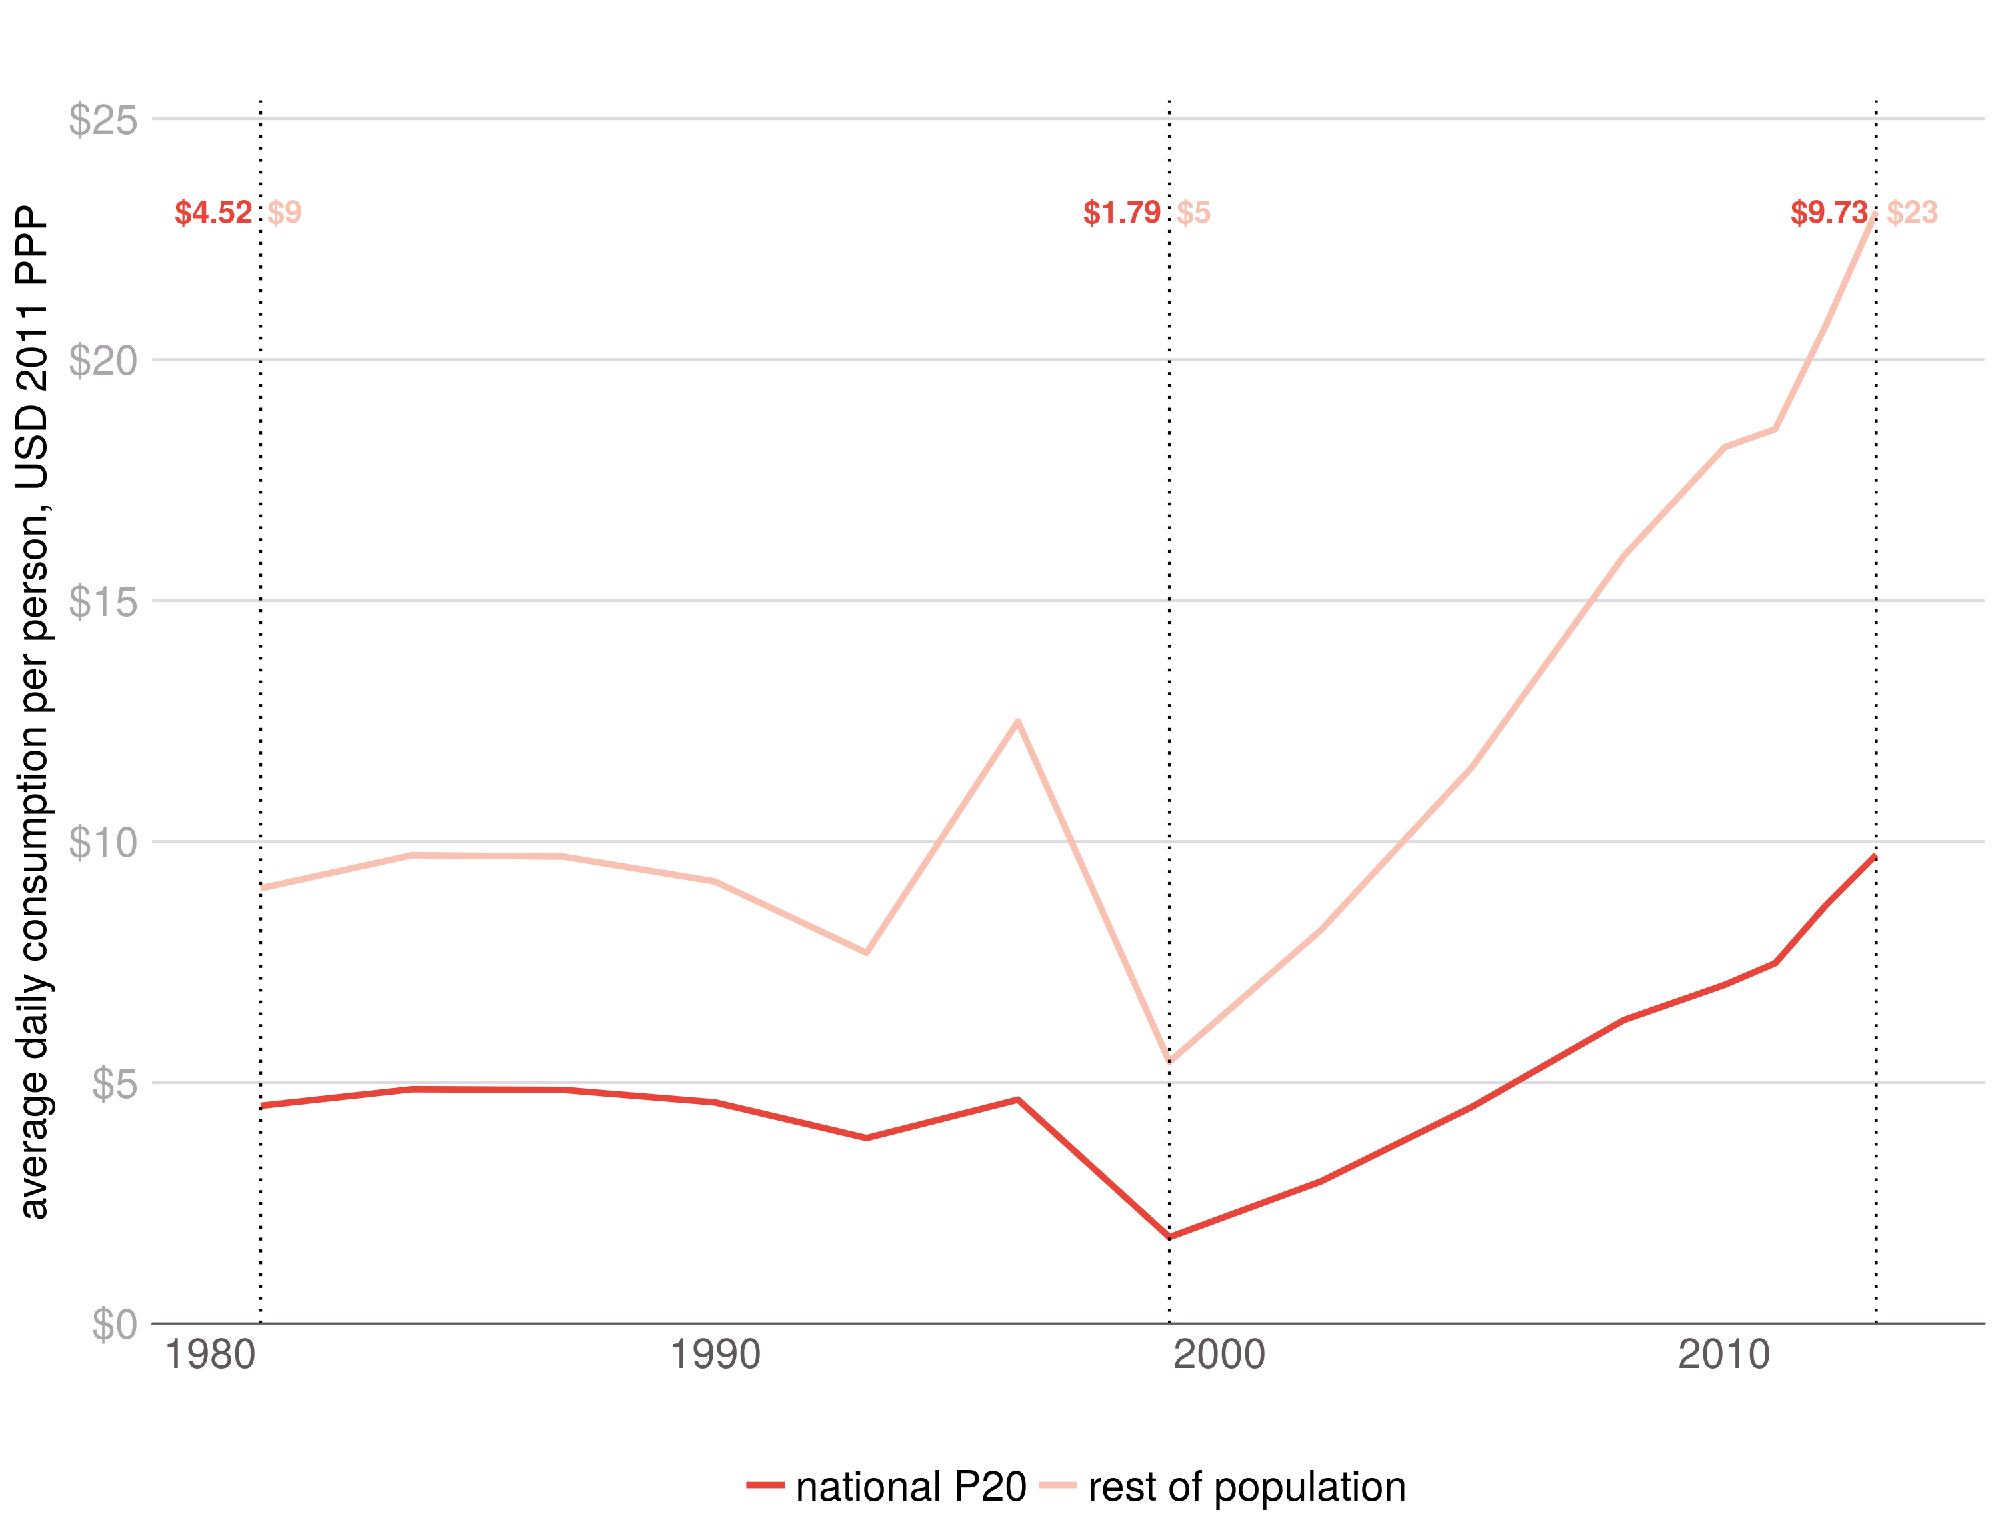 average daily consumption per person, USD 2011 PPP
$25
$4.52 $9 $1.79 $5 $9.73 $23
$20
$15
$10
$5
$0
1980 1990 2000 2010
national P20 rest of population